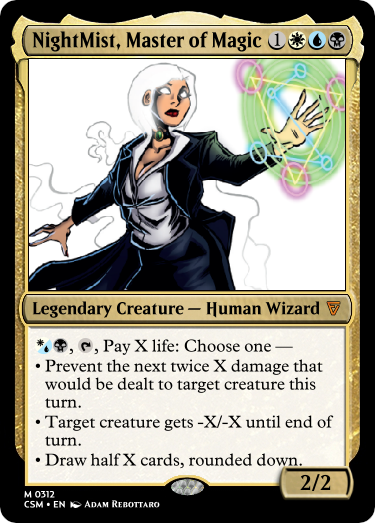 NightMist, Master of Magic 1
Legendary Creature — Human Wizard
, , Pay X life: Choose one —
• Prevent the next twice X damage that
would be dealt to target creature this
turn.
• Target creature gets -X/-X until end of
turn.
• Draw half X cards, rounded down.
2/2
M 0312
CSM • EN Adam Rebottaro